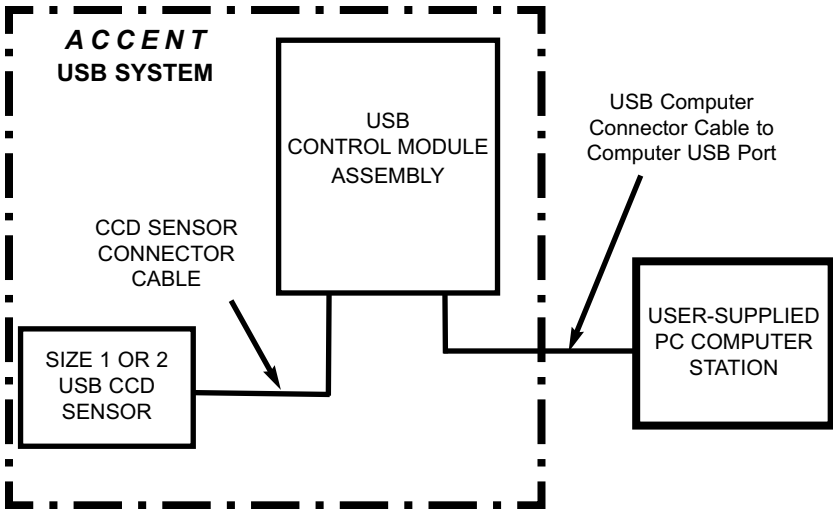 ACCENT
USB SYSTEM
USB
CONTROL MODULE
ASSEMBLY
USB Computer
Connector Cable to
Computer USB Port
CCD SENSOR
CONNECTOR
CABLE
SIZE 1 OR 2
USB CCD
SENSOR
USER-SUPPLIED
PC COMPUTER
STATION